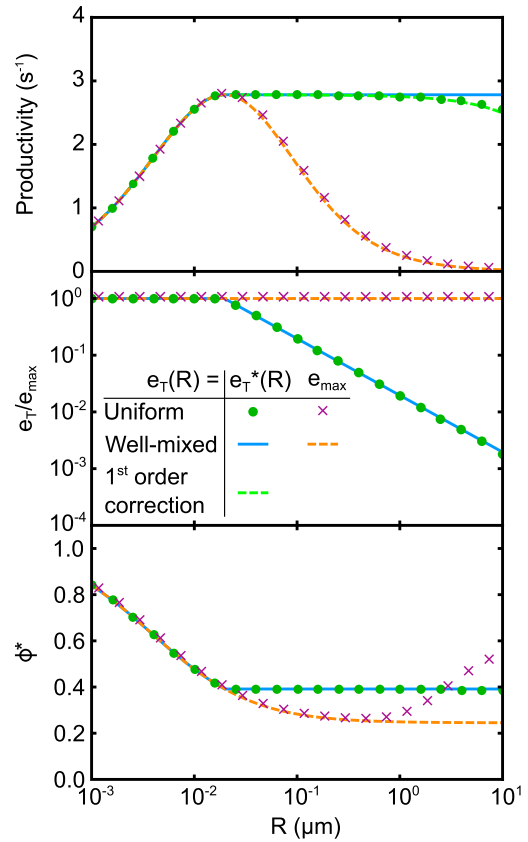 4
3
2
1
0
Productivity (s⁻¹)
10⁰
10⁻¹
10⁻²
10⁻³
10⁻⁴
e_T/e_max
e_T(R) = e_T*(R) e_max
Uniform
Well-mixed
1st order
correction
1.0
0.8
0.6
0.4
0.2
0.0
ϕ*
10⁻³ 10⁻² 10⁻¹ 10⁰ 10¹
R (μm)